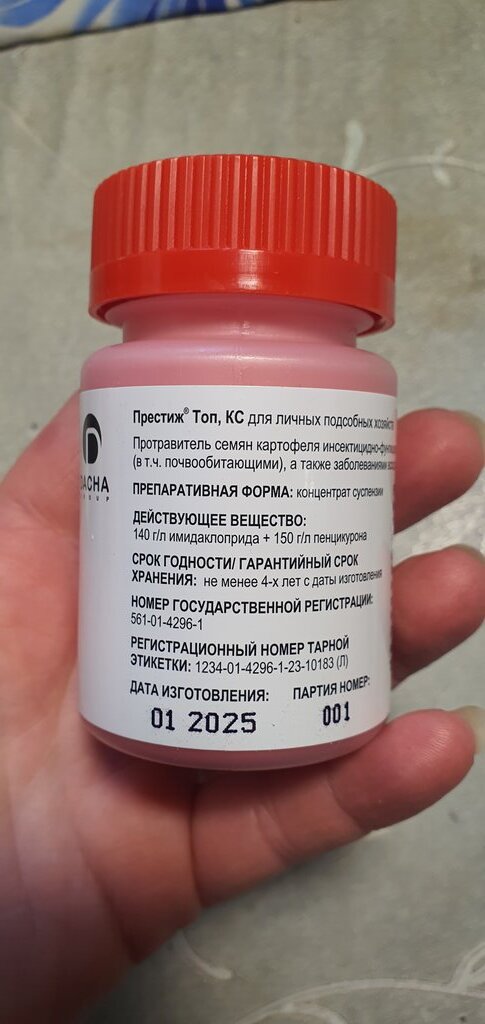 Престиж® Топ, КС для личных подсобных хозяйств
Протравитель семян картофеля
(в т.ч. почвообитающими), а также заболеваниями
DACHA
GROUP
ПРЕПАРАТИВНАЯ ФОРМА: концентрат суспензии
ДЕЙСТВУЮЩЕЕ ВЕЩЕСТВО:
140 г/л имидаклоприда + 150 г/л пенцикурона
СРОК ГОДНОСТИ/ ГАРАНТИЙНЫЙ СРОК
ХРАНЕНИЯ: не менее 4-х лет с даты изготовления
НОМЕР ГОСУДАРСТВЕННОЙ РЕГИСТРАЦИИ:
561-01-4296-1
РЕГИСТРАЦИОННЫЙ НОМЕР ТАРНОЙ
ЭТИКЕТКИ: 1234-01-4296-1-23-10183 (Л)
ДАТА ИЗГОТОВЛЕНИЯ: ПАРТИЯ НОМЕР:
01 2025 001